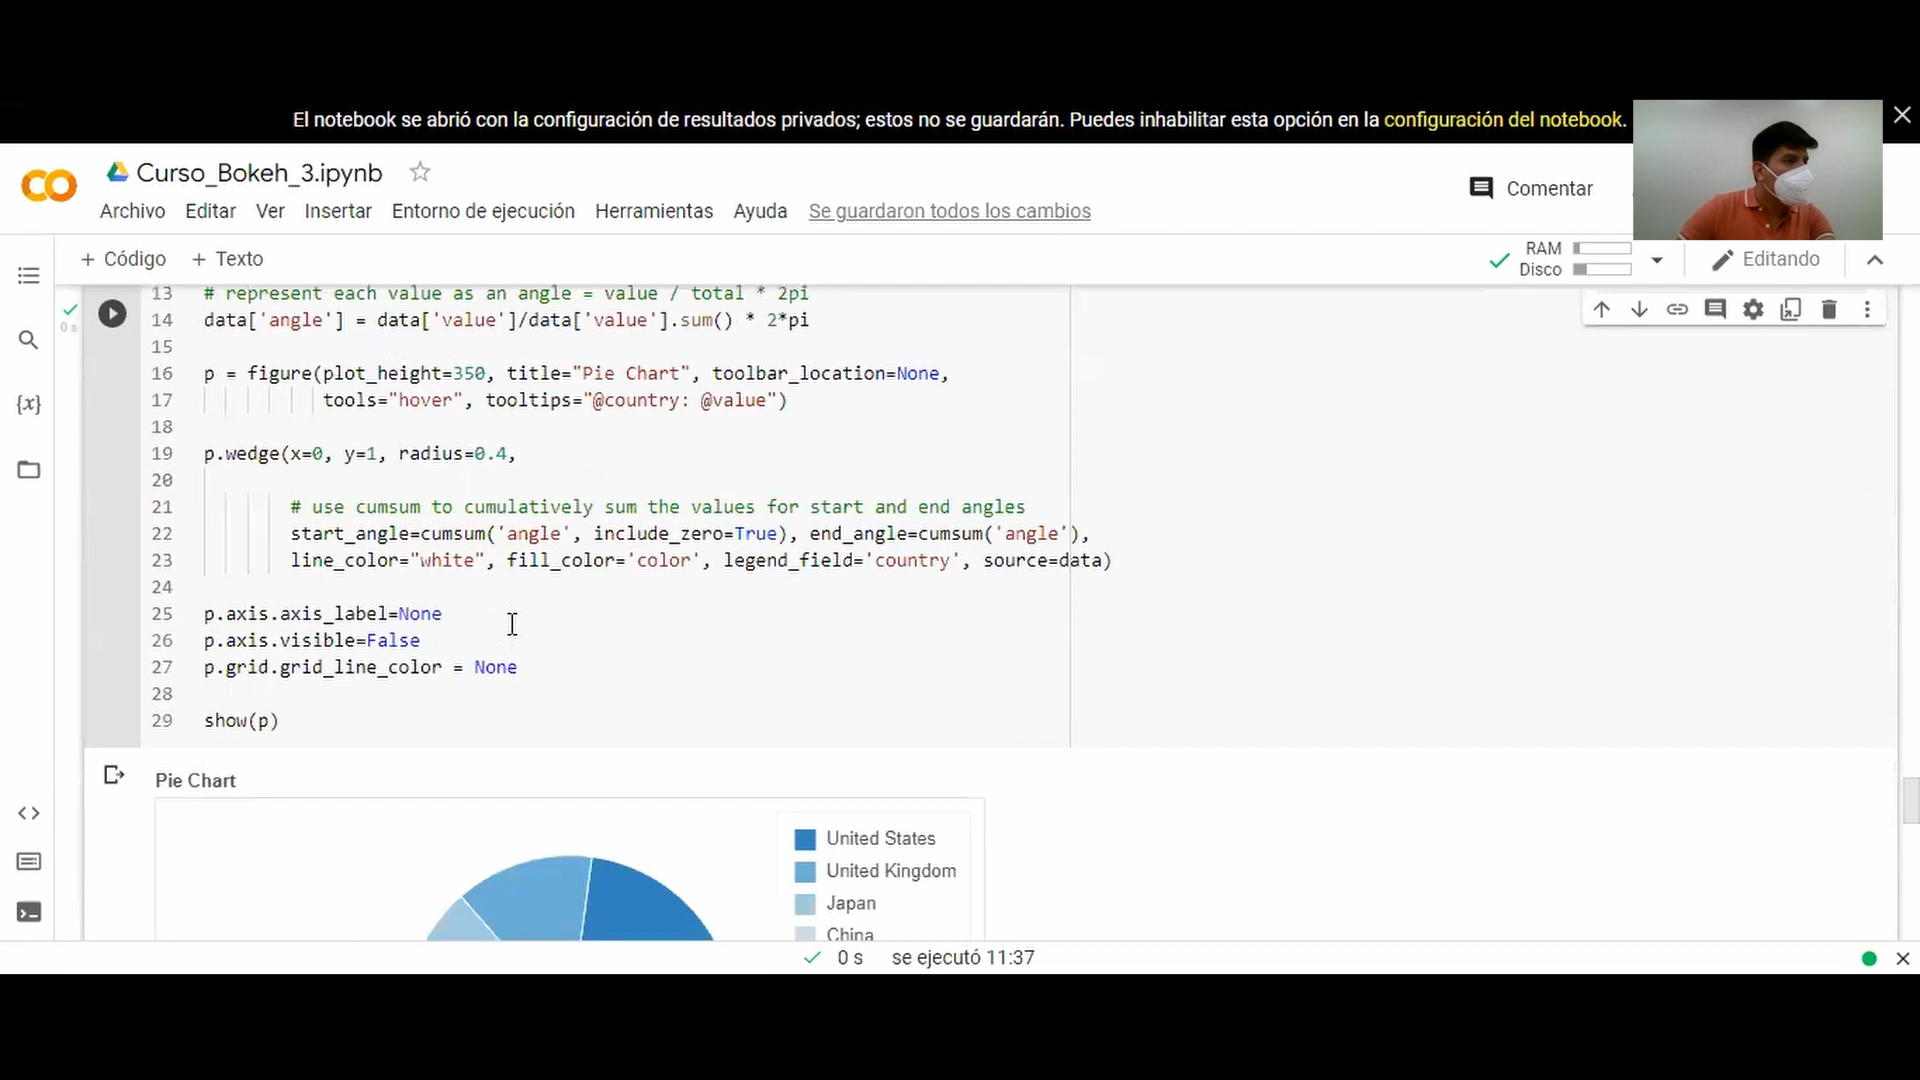 El notebook se abrió con la configuración de resultados privados; estos no se guardarán. Puedes inhabilitar esta opción en la configuración del notebook.
Curso_Bokeh_3.ipynb
Comentar
Archivo Editar Ver Insertar Entorno de ejecución Herramientas Ayuda Se guardaron todos los cambios
+ Código + Texto
RAM
Disco
Editando
0 s
13 # represent each value as an angle = value / total * 2pi
14 data['angle'] = data['value']/data['value'].sum() * 2*pi
15
16 p = figure(plot_height=350, title="Pie Chart", toolbar_location=None,
17 tools="hover", tooltips="@country: @value")
18
19 p.wedge(x=0, y=1, radius=0.4,
20
21 # use cumsum to cumulatively sum the values for start and end angles
22 start_angle=cumsum('angle', include_zero=True), end_angle=cumsum('angle'),
23 line_color="white", fill_color='color', legend_field='country', source=data)
24
25 p.axis.axis_label=None
26 p.axis.visible=False
27 p.grid.grid_line_color = None
28
29 show(p)
Pie Chart
United States
United Kingdom
Japan
China
0 s se ejecutó 11:37